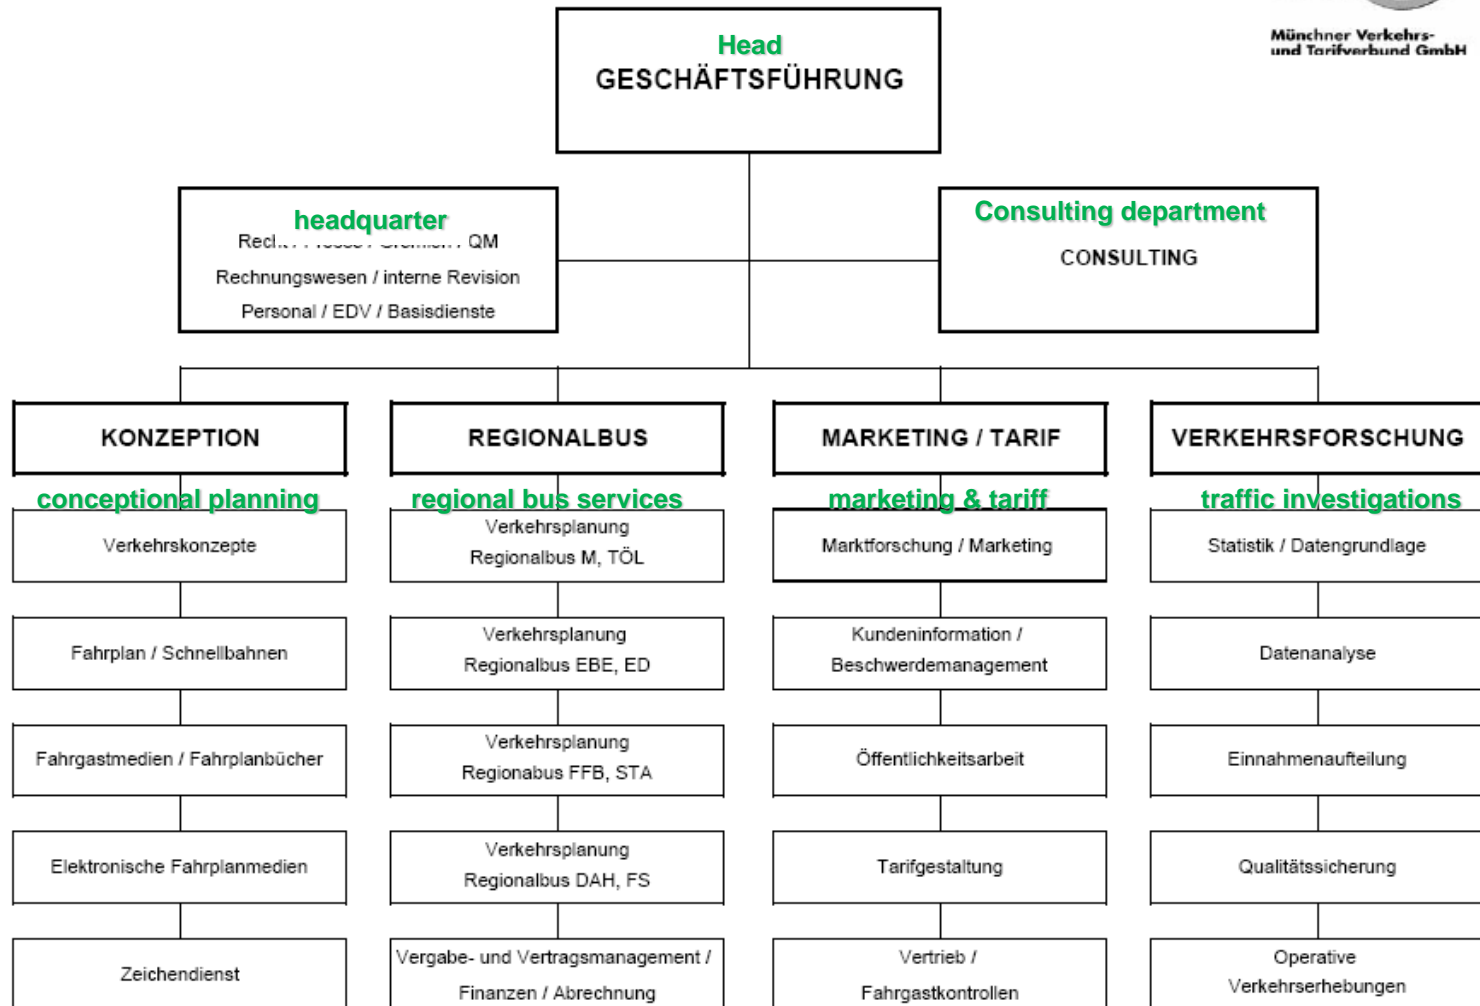 Münchner Verkehrs-
und Tarifverbund GmbH
Head
GESCHÄFTSFÜHRUNG
headquarter
QM
Rechnungswesen / interne Revision
Personal / EDV / Basisdienste
Consulting department
CONSULTING
KONZEPTION
conceptional planning
Verkehrskonzepte
Fahrplan / Schnellbahnen
Fahrgastmedien / Fahrplanbücher
Elektronische Fahrplanmedien
Zeichendienst
REGIONALBUS
regional bus services
Verkehrsplanung
Regionalbus M, TÖL
Verkehrsplanung
Regionalbus EBE, ED
Verkehrsplanung
Regionabus FFB, STA
Verkehrsplanung
Regionalbus DAH, FS
Vergabe- und Vertragsmanagement /
Finanzen / Abrechnung
MARKETING / TARIF
marketing & tariff
Marktforschung / Marketing
Kundeninformation /
Beschwerdemanagement
Öffentlichkeitsarbeit
Tarifgestaltung
Vertrieb /
Fahrgastkontrollen
VERKEHRSFORSCHUNG
traffic investigations
Statistik / Datengrundlage
Datenanalyse
Einnahmenaufteilung
Qualitätssicherung
Operative
Verkehrserhebungen